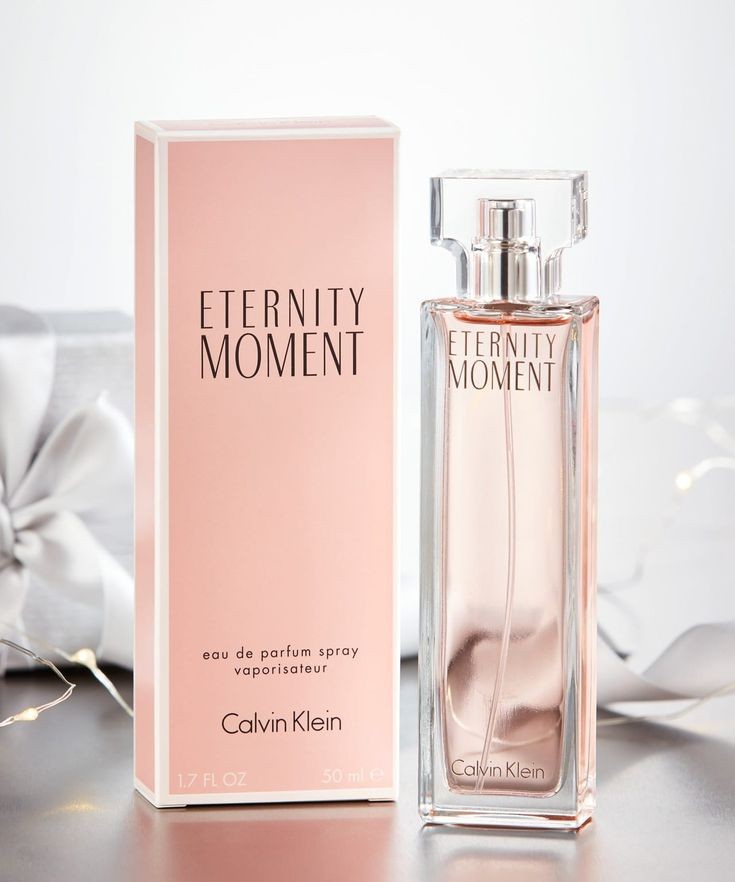 ETERNITY
MOMENT
eau de parfum spray
vaporisateur
Calvin Klein
1.7 FL OZ 50 ml ℮
ETERNITY
MOMENT
Calvin Klein